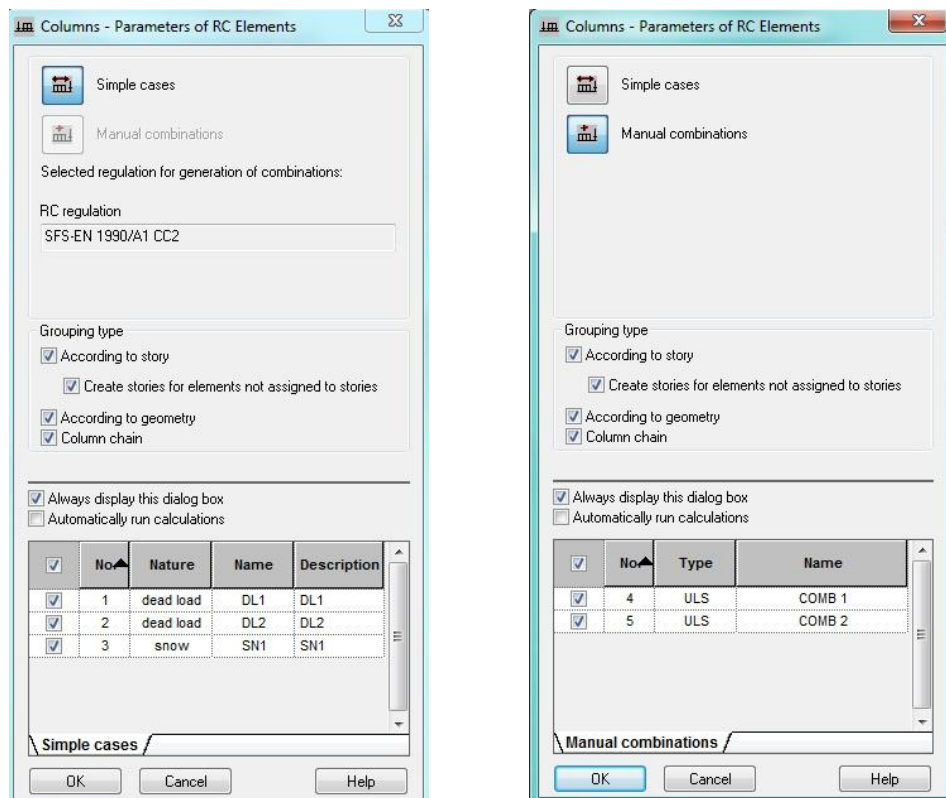 Columns - Parameters of RC Elements
Simple cases
Manual combinations
Selected regulation for generation of combinations:
RC regulation
SFS-EN 1990/A1 CC2
Grouping type
According to story
Create stories for elements not assigned to stories
According to geometry
Column chain
Always display this dialog box
Automatically run calculations
No. Nature Name Description
1 dead load DL1 DL1
2 dead load DL2 DL2
3 snow SN1 SN1
Simple cases
OK Cancel Help
Columns - Parameters of RC Elements
Simple cases
Manual combinations
Grouping type
According to story
Create stories for elements not assigned to stories
According to geometry
Column chain
Always display this dialog box
Automatically run calculations
No. Type Name
4 ULS COMB 1
5 ULS COMB 2
Manual combinations
OK Cancel Help